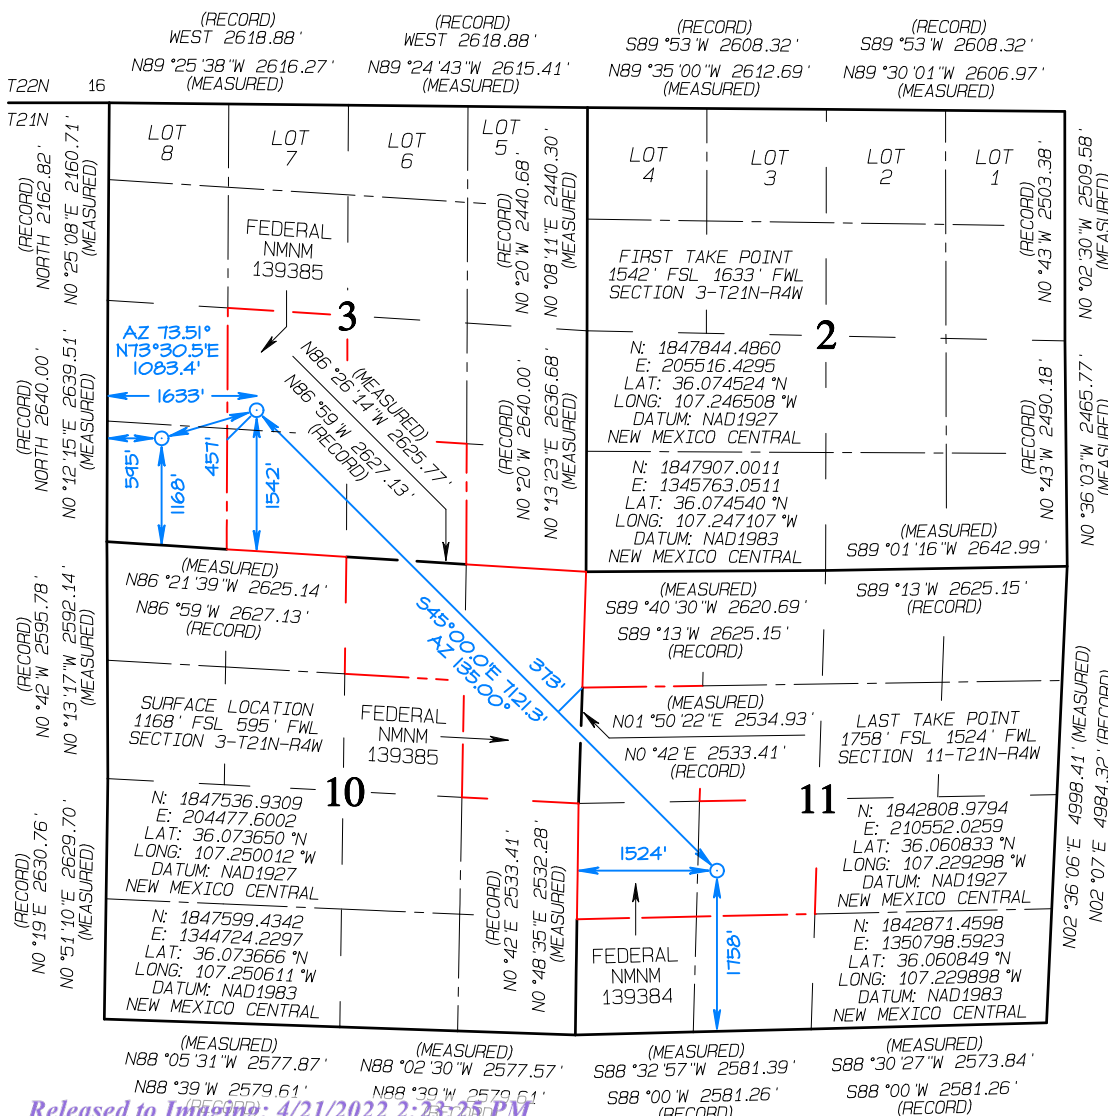 (RECORD)
WEST 2618.88'
N89°25'38"W 2616.27'
(MEASURED)
(RECORD)
WEST 2618.88'
N89°24'43"W 2615.41'
(MEASURED)
(RECORD)
S89°53'W 2608.32'
N89°35'00"W 2612.69'
(MEASURED)
(RECORD)
S89°53'W 2608.32'
N89°30'01"W 2606.97'
(MEASURED)
T22N
16
T21N
LOT
8
LOT
7
LOT
6
LOT
5
LOT
4
LOT
3
LOT
2
LOT
1
(RECORD)
NORTH 2162.82'
N0°25'08"E 2160.71'
(MEASURED)
FEDERAL
NMNM
139385
3
(RECORD)
N0°20'W 2440.68'
N0°08'11"E 2440.30'
(MEASURED)
FIRST TAKE POINT
1542' FSL 1633' FWL
SECTION 3-T21N-R4W
N: 1847844.4860
E: 205516.4295
LAT: 36.074524°N
LONG: 107.246508°W
DATUM: NAD1927
NEW MEXICO CENTRAL
N: 1847907.0011
E: 1345763.0511
LAT: 36.074540°N
LONG: 107.247107°W
DATUM: NAD1983
NEW MEXICO CENTRAL
2
(RECORD)
N0°43'W 2503.38'
N0°02'30"W 2509.58'
(MEASURED)
(RECORD)
NORTH 2640.00'
N0°12'15"E 2639.51'
(MEASURED)
AZ 73.51°
N73°30.5'E
1083.4'
1633'
595'
1168'
457'
1542'
(MEASURED)
N86°26'14"W 2625.77'
N86°59'W 2627.13'
(RECORD)
(RECORD)
N0°20'W 2640.00'
N0°13'23"E 2636.68'
(MEASURED)
(RECORD)
N0°43'W 2490.18'
N0°36'03"W 2465.77'
(MEASURED)
(MEASURED)
S89°01'16"W 2642.99'
S89°13'W 2625.15'
(RECORD)
(MEASURED)
N86°21'39"W 2625.14'
N86°59'W 2627.13'
(RECORD)
(MEASURED)
S89°40'30"W 2620.69'
S89°13'W 2625.15'
(RECORD)
(RECORD)
N0°42'W 2595.78'
N0°13'17"W 2592.14'
(MEASURED)
S45°00.0'E 7121.3'
AZ 135.00°
373'
SURFACE LOCATION
1168' FSL 595' FWL
SECTION 3-T21N-R4W
N: 1847536.9309
E: 204477.6002
LAT: 36.073650°N
LONG: 107.250012°W
DATUM: NAD1927
NEW MEXICO CENTRAL
N: 1847599.4342
E: 1344724.2297
LAT: 36.073666°N
LONG: 107.250611°W
DATUM: NAD1983
NEW MEXICO CENTRAL
FEDERAL
NMNM
139385
10
(MEASURED)
N01°50'22"E 2534.93'
N0°42'E 2533.41'
(RECORD)
LAST TAKE POINT
1758' FSL 1524' FWL
SECTION 11-T21N-R4W
11
N: 1842808.9794
E: 210552.0259
LAT: 36.060833°N
LONG: 107.229298°W
DATUM: NAD1927
NEW MEXICO CENTRAL
N: 1842871.4598
E: 1350798.5923
LAT: 36.060849°N
LONG: 107.229898°W
DATUM: NAD1983
NEW MEXICO CENTRAL
N02°36'06"E 4998.41' (MEASURED)
N02°07'E 4984.32' (RECORD)
(RECORD)
N0°19'E 2630.76'
N0°51'10"E 2629.70'
(MEASURED)
(RECORD)
N0°42'E 2533.41'
N0°48'35"E 2532.28'
(MEASURED)
1524'
1758'
FEDERAL
NMNM
139384
(MEASURED)
N88°05'31"W 2577.87'
N88°39'W 2579.61'
(RECORD)
(MEASURED)
N88°02'30"W 2577.57'
N88°39'W 2579.61'
(RECORD)
(MEASURED)
S88°32'57"W 2581.39'
S88°00'W 2581.26'
(RECORD)
(MEASURED)
S88°30'27"W 2573.84'
S88°00'W 2581.26'
(RECORD)
Released to Imaging: 4/21/2022 2:23:25 PM